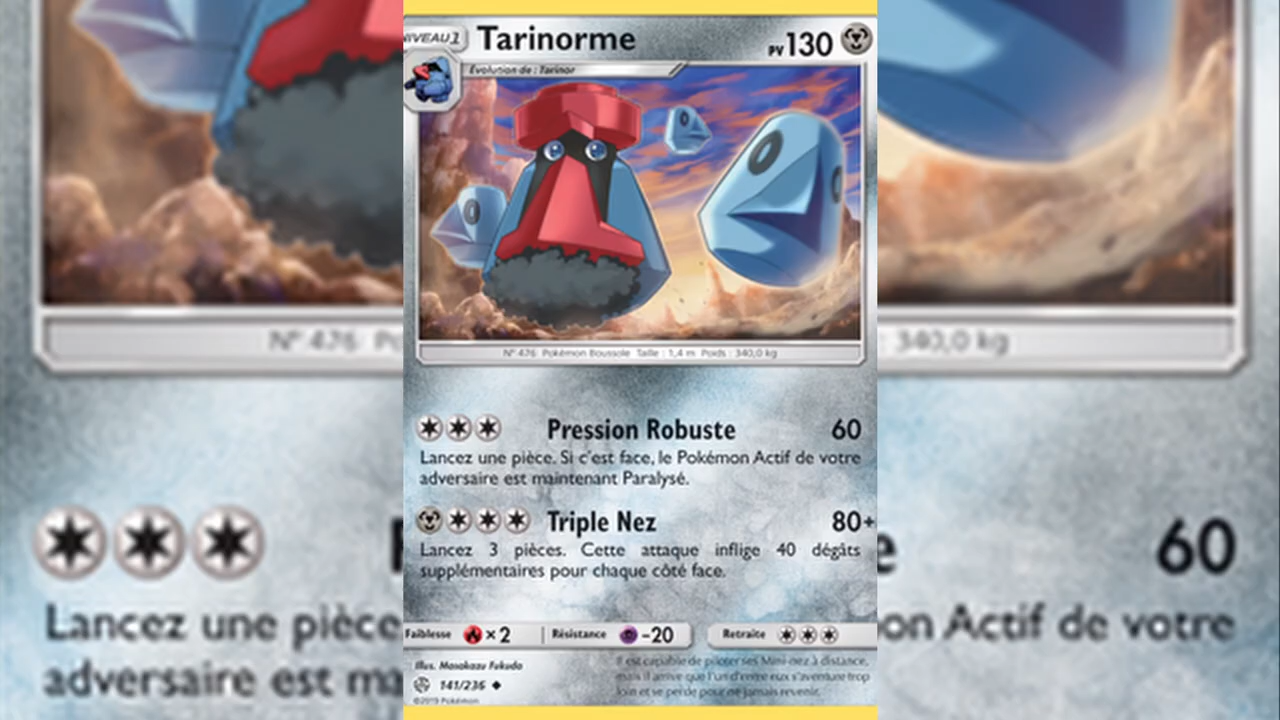 NIVEAU 1 Tarinorme PV 130
Évolution de : Tarinor
N° 476 Pokémon Boussole Taille : 1,4 m Poids : 340,0 kg
Pression Robuste 60
Lancez une pièce. Si c'est face, le Pokémon Actif de votre
adversaire est maintenant Paralysé.
Triple Nez 80+
Lancez 3 pièces. Cette attaque inflige 40 dégâts
supplémentaires pour chaque côté face.
Faiblesse ×2 Résistance -20 Retraite
Illus. Masakazu Fukuda
141/236
©2019 Pokémon
Il est capable de piloter ses Mini-nez à distance,
mais il arrive que l'un d'entre eux s'aventure trop
loin et se perde pour ne jamais revenir.
N° 476 Po
: 340,0 kg
60
Lancez une pièce
on Actif de votre
adversaire est ma